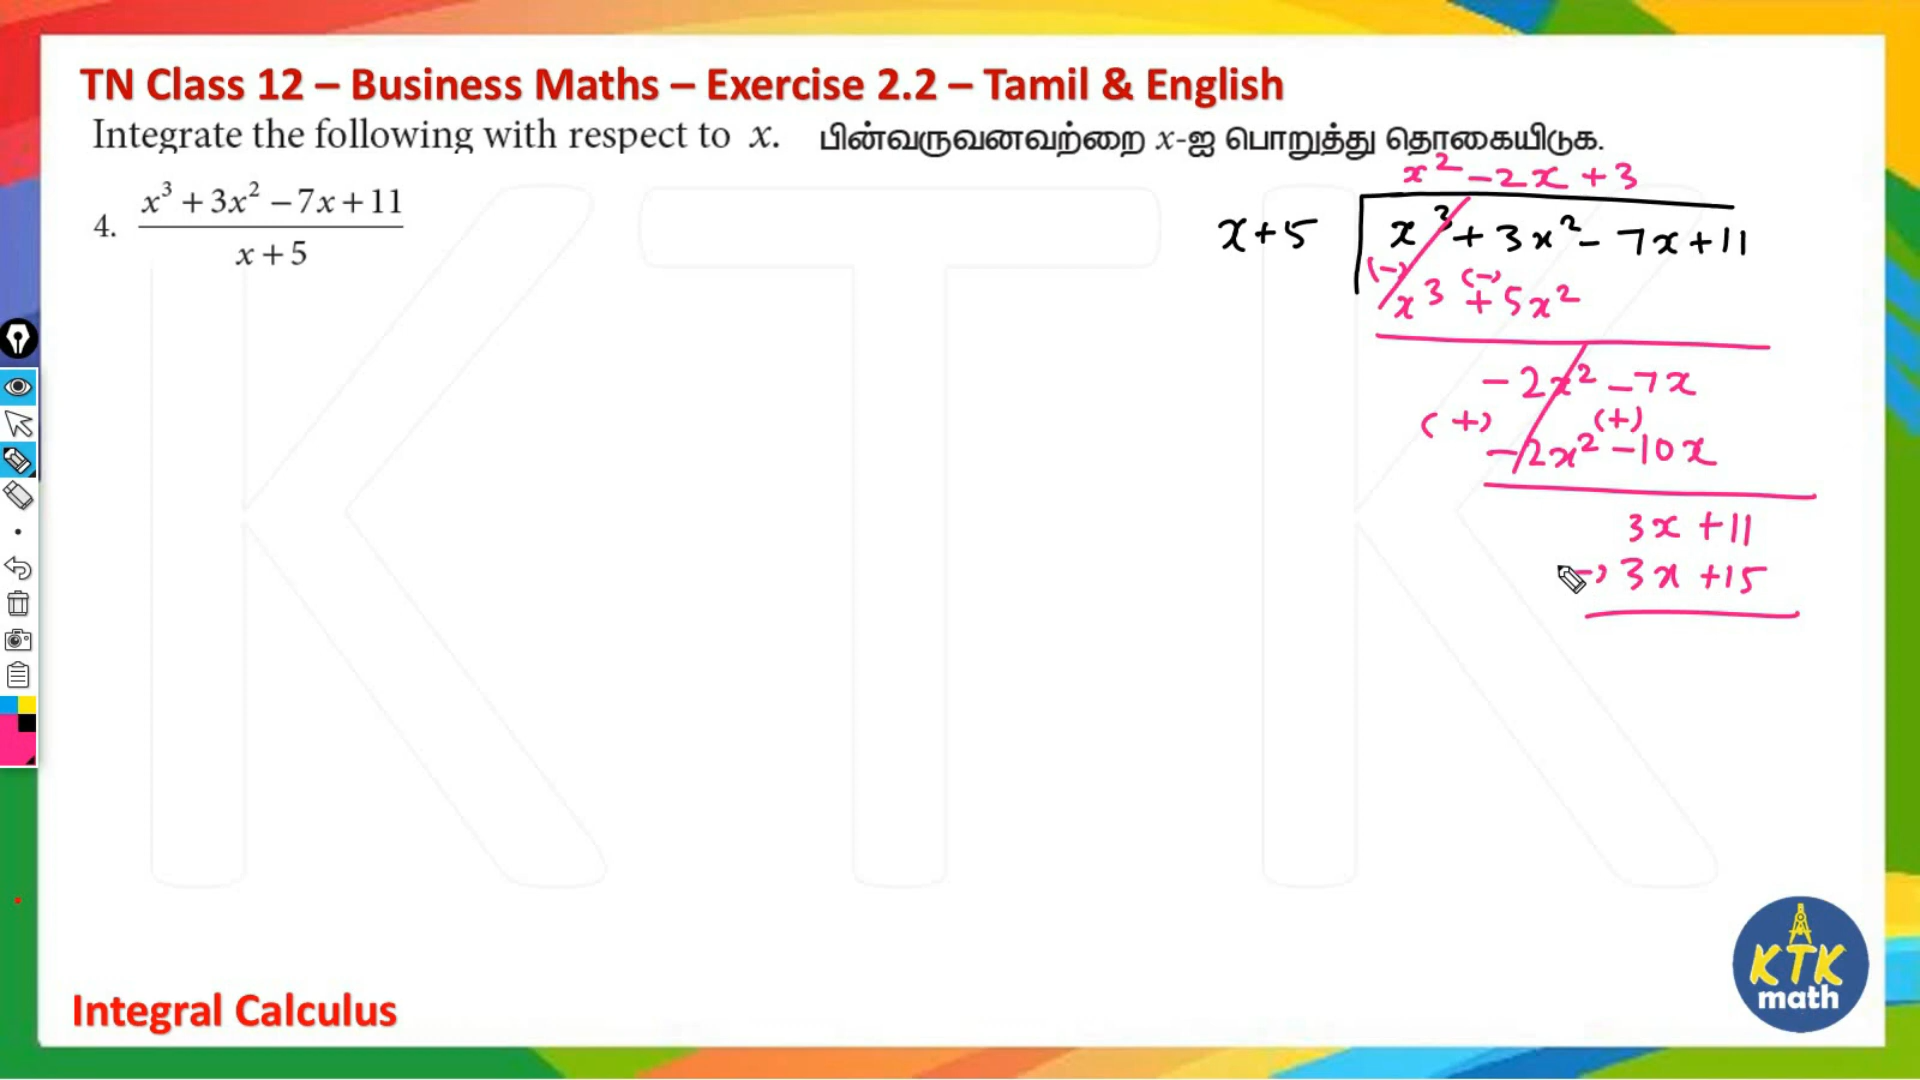 TN Class 12 – Business Maths – Exercise 2.2 – Tamil & English
Integrate the following with respect to x. பின்வருவனவற்றை x-ஐ பொறுத்து தொகையிடுக.
4. x³ + 3x² – 7x + 11
x + 5
x² – 2x + 3
x+5 x³ + 3x² – 7x + 11
(–) (–)
x³ + 5x²
– 2x² – 7x
(+) (+)
– 2x² – 10x
3x + 11
–) 3x + 15
KTK
Integral Calculus
KTK
math